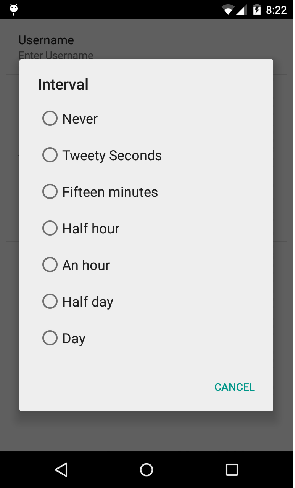 8:22
Username
Enter Username
Interval
Never
Tweety Seconds
Fifteen minutes
Half hour
An hour
Half day
Day
CANCEL